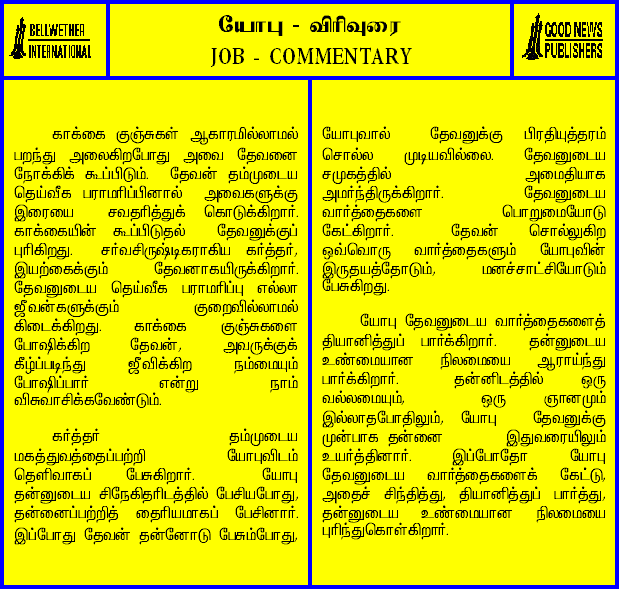 BELLWETHER
INTERNATIONAL
யோபு - விரிவுரை
JOB - COMMENTARY
GOOD NEWS
PUBLISHERS
காக்கை குஞ்சுகள் ஆகாரமில்லாமல்
பறந்து அலைகிறபோது அவை தேவனை
நோக்கிக் கூப்பிடும். தேவன் தம்முடைய
தெய்வீக பராமரிப்பினால் அவைகளுக்கு
இரையை சவதரித்துக் கொடுக்கிறார்.
காக்கையின் கூப்பிடுதல் தேவனுக்குப்
புரிகிறது. சர்வசிருஷ்டிகராகிய கர்த்தர்,
இயற்கைக்கும் தேவனாகயிருக்கிறார்.
தேவனுடைய தெய்வீக பராமரிப்பு எல்லா
ஜீவன்களுக்கும் குறைவில்லாமல்
கிடைக்கிறது. காக்கை குஞ்சுகளை
போஷிக்கிற தேவன், அவருக்குக்
கீழ்ப்படிந்து ஜீவிக்கிற நம்மையும்
போஷிப்பார் என்று நாம்
விசுவாசிக்கவேண்டும்.
கர்த்தர் தம்முடைய
மகத்துவத்தைப்பற்றி யோபுவிடம்
தெளிவாகப் பேசுகிறார். யோபு
தன்னுடைய சிநேகிதரிடத்தில் பேசியபோது,
தன்னைப்பற்றித் தைரியமாகப் பேசினார்.
இப்போது தேவன் தன்னோடு பேசும்போது,
யோபுவால் தேவனுக்கு பிரதியுத்தரம்
சொல்ல முடியவில்லை. தேவனுடைய
சமுகத்தில் அமைதியாக
அமர்ந்திருக்கிறார். தேவனுடைய
வார்த்தைகளை பொறுமையோடு
கேட்கிறார். தேவன் சொல்லுகிற
ஒவ்வொரு வார்த்தைகளும் யோபுவின்
இருதயத்தோடும், மனச்சாட்சியோடும்
பேசுகிறது.
யோபு தேவனுடைய வார்த்தைகளைத்
தியானித்துப் பார்க்கிறார். தன்னுடைய
உண்மையான நிலமையை ஆராய்ந்து
பார்க்கிறார். தன்னிடத்தில் ஒரு
வல்லமையும், ஒரு ஞானமும்
இல்லாதபோதிலும், யோபு தேவனுக்கு
முன்பாக தன்னை இதுவரையிலும்
உயர்த்தினார். இப்போதோ யோபு
தேவனுடைய வார்த்தைகளைக் கேட்டு,
அதைச் சிந்தித்து, தியானித்துப் பார்த்து,
தன்னுடைய உண்மையான நிலமையை
புரிந்துகொள்கிறார்.